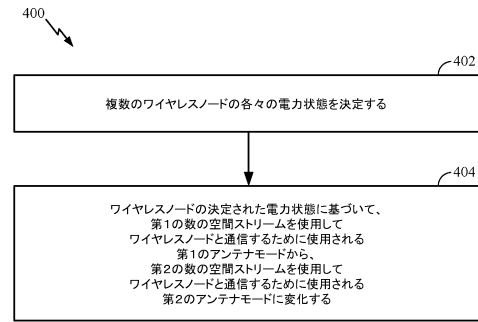 400
402
複数のワイヤレスノードの各々の電力状態を決定する
404
ワイヤレスノードの決定された電力状態に基づいて、
第1の数の空間ストリームを使用して
ワイヤレスノードと通信するために使用される
第1のアンテナモードから、
第2の数の空間ストリームを使用して
ワイヤレスノードと通信するために使用される
第2のアンテナモードに変化する